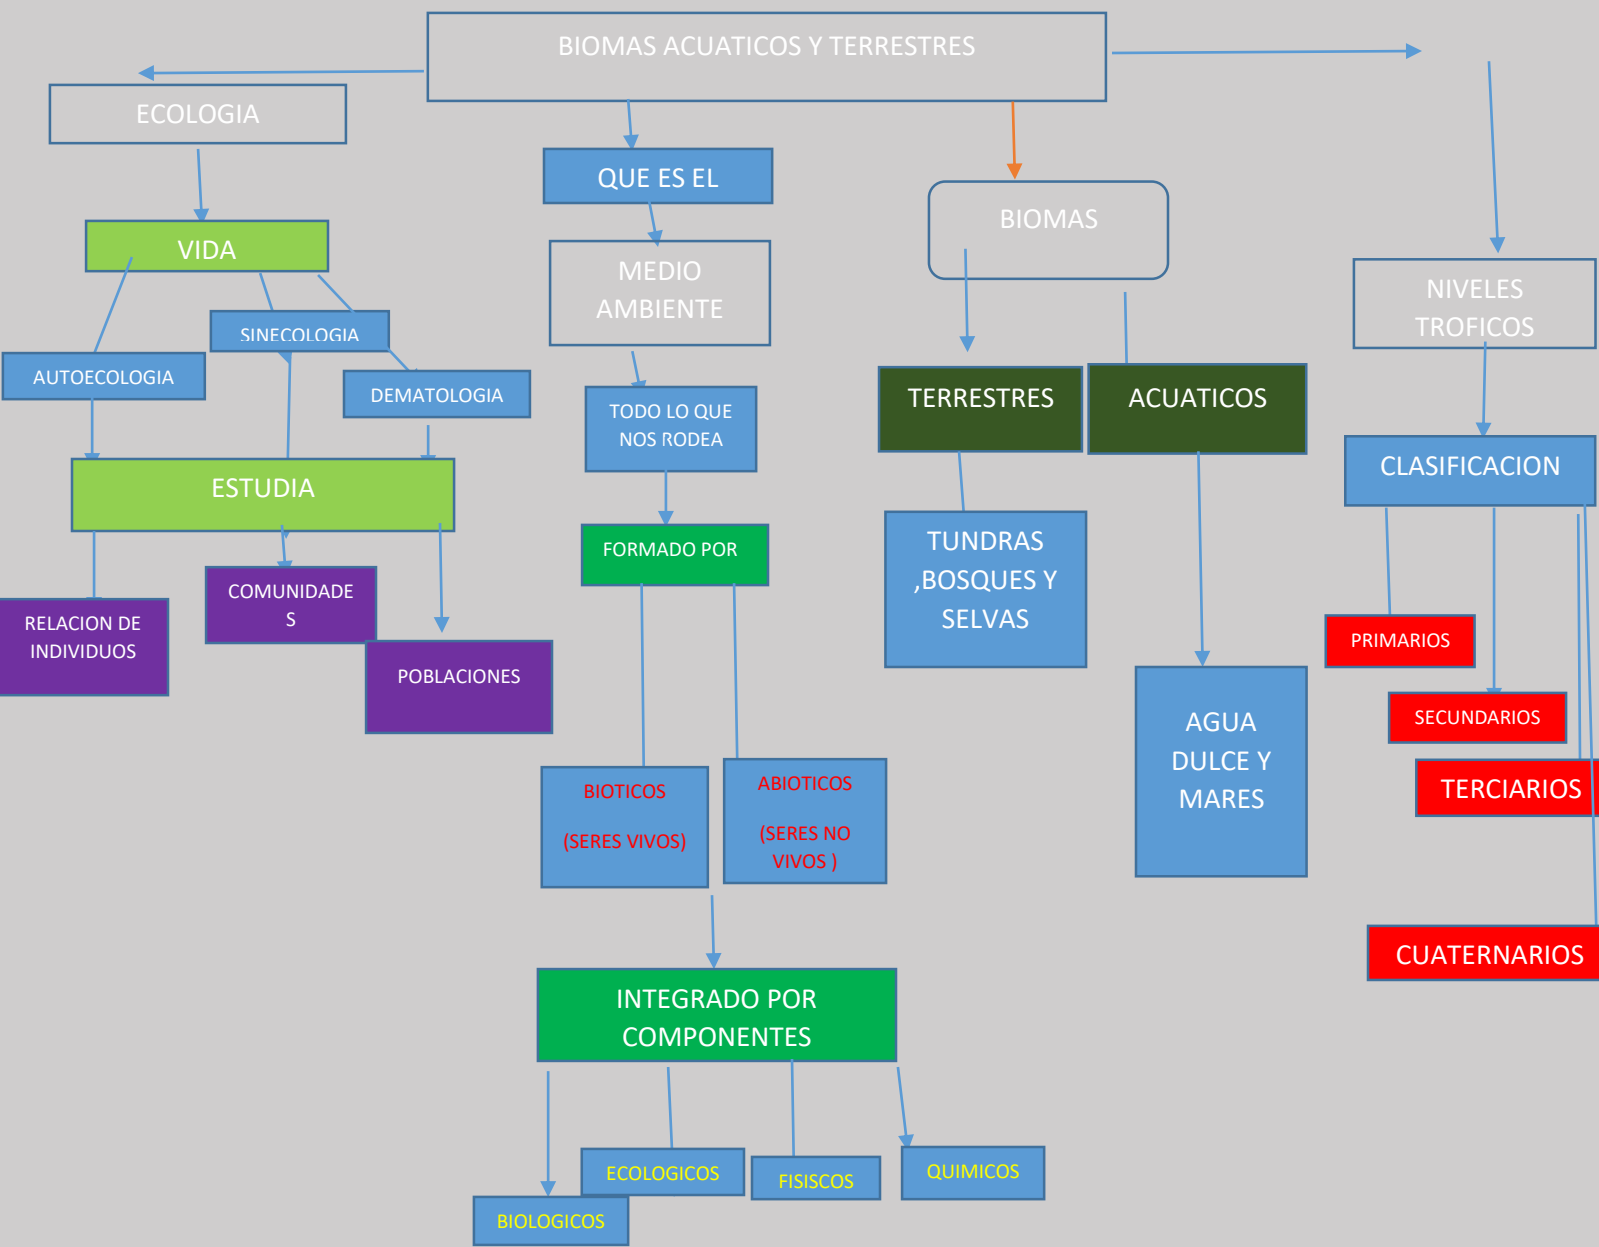 BIOMAS ACUATICOS Y TERRESTRES
ECOLOGIA
QUE ES EL
BIOMAS
VIDA
MEDIO
AMBIENTE
NIVELES
TROFICOS
SINECOLOGIA
AUTOECOLOGIA
DEMATOLOGIA
TODO LO QUE
NOS RODEA
TERRESTRES
ACUATICOS
CLASIFICACION
ESTUDIA
FORMADO POR
TUNDRAS
,BOSQUES Y
SELVAS
COMUNIDADE
S
RELACION DE
INDIVIDUOS
POBLACIONES
PRIMARIOS
SECUNDARIOS
AGUA
DULCE Y
MARES
TERCIARIOS
BIOTICOS
(SERES VIVOS)
ABIOTICOS
(SERES NO
VIVOS )
CUATERNARIOS
INTEGRADO POR
COMPONENTES
ECOLOGICOS
FISISCOS
QUIMICOS
BIOLOGICOS